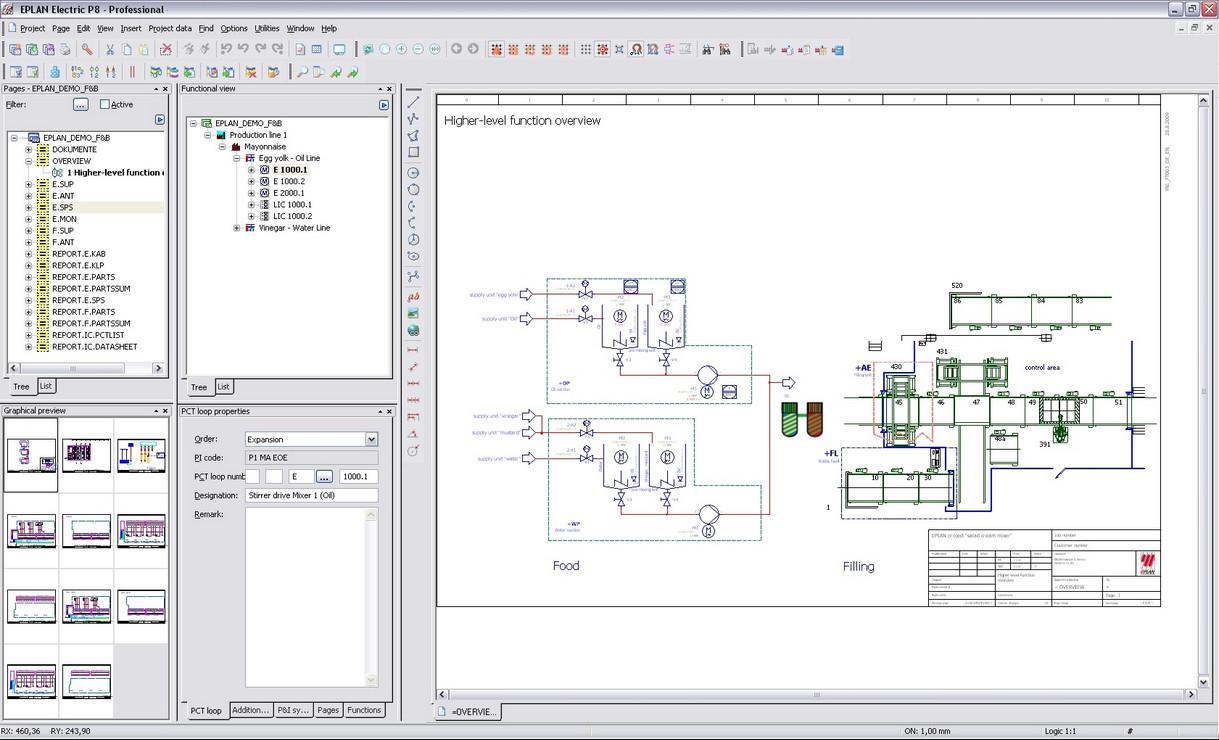 EPLAN Electric P8 - Professional
Project Page Edit View Insert Project data Find Options Utilities Window Help
Pages - EPLAN_DEMO_F&B
Filter: ... Active
EPLAN_DEMO_F&B
DOKUMENTE
OVERVIEW
1 Higher-level function
E.SUP
E.ANT
E.SPS
E.MON
F.SUP
F.ANT
REPORT.E.KAB
REPORT.E.KLP
REPORT.E.PARTS
REPORT.E.PARTSSUM
REPORT.E.SPS
REPORT.F.PARTS
REPORT.F.PARTSSUM
REPORT.IC.PCTLIST
REPORT.IC.DATASHEET
Tree List
Functional view
EPLAN_DEMO_F&B
Production line 1
Mayonnaise
Egg yolk - Oil Line
E 1000.1
E 1000.2
E 2000.1
LIC 1000.1
LIC 1000.2
Vinegar - Water Line
Tree List
Graphical preview
PCT loop properties
Order: Expansion
PI code: P1 MA EOE
PCT loop numb E ... 1000.1
Designation: Stirrer drive Mixer 1 (Oil)
Remark:
PCT loop Addition... P&I sy... Pages Functions
Higher-level function overview
supply unit "egg yolk"
supply unit "Oil"
+OP
supply unit "vinegar"
supply unit "mustard"
supply unit "water"
+WP
Food
520
86 85 84 83
431
+AE 430 control area
45 46 47 48 49 50 51
48a 391
+FL
10 20 30
1
Filling
EPLAN project "salad cream mixer"
Job number
Customer number
Higher-level function
overview
EPLAN
= OVERVIEW
Page 1
=OVERVIE...
RX: 460,36 RY: 243,90 ON: 1,00 mm Logic 1:1 #